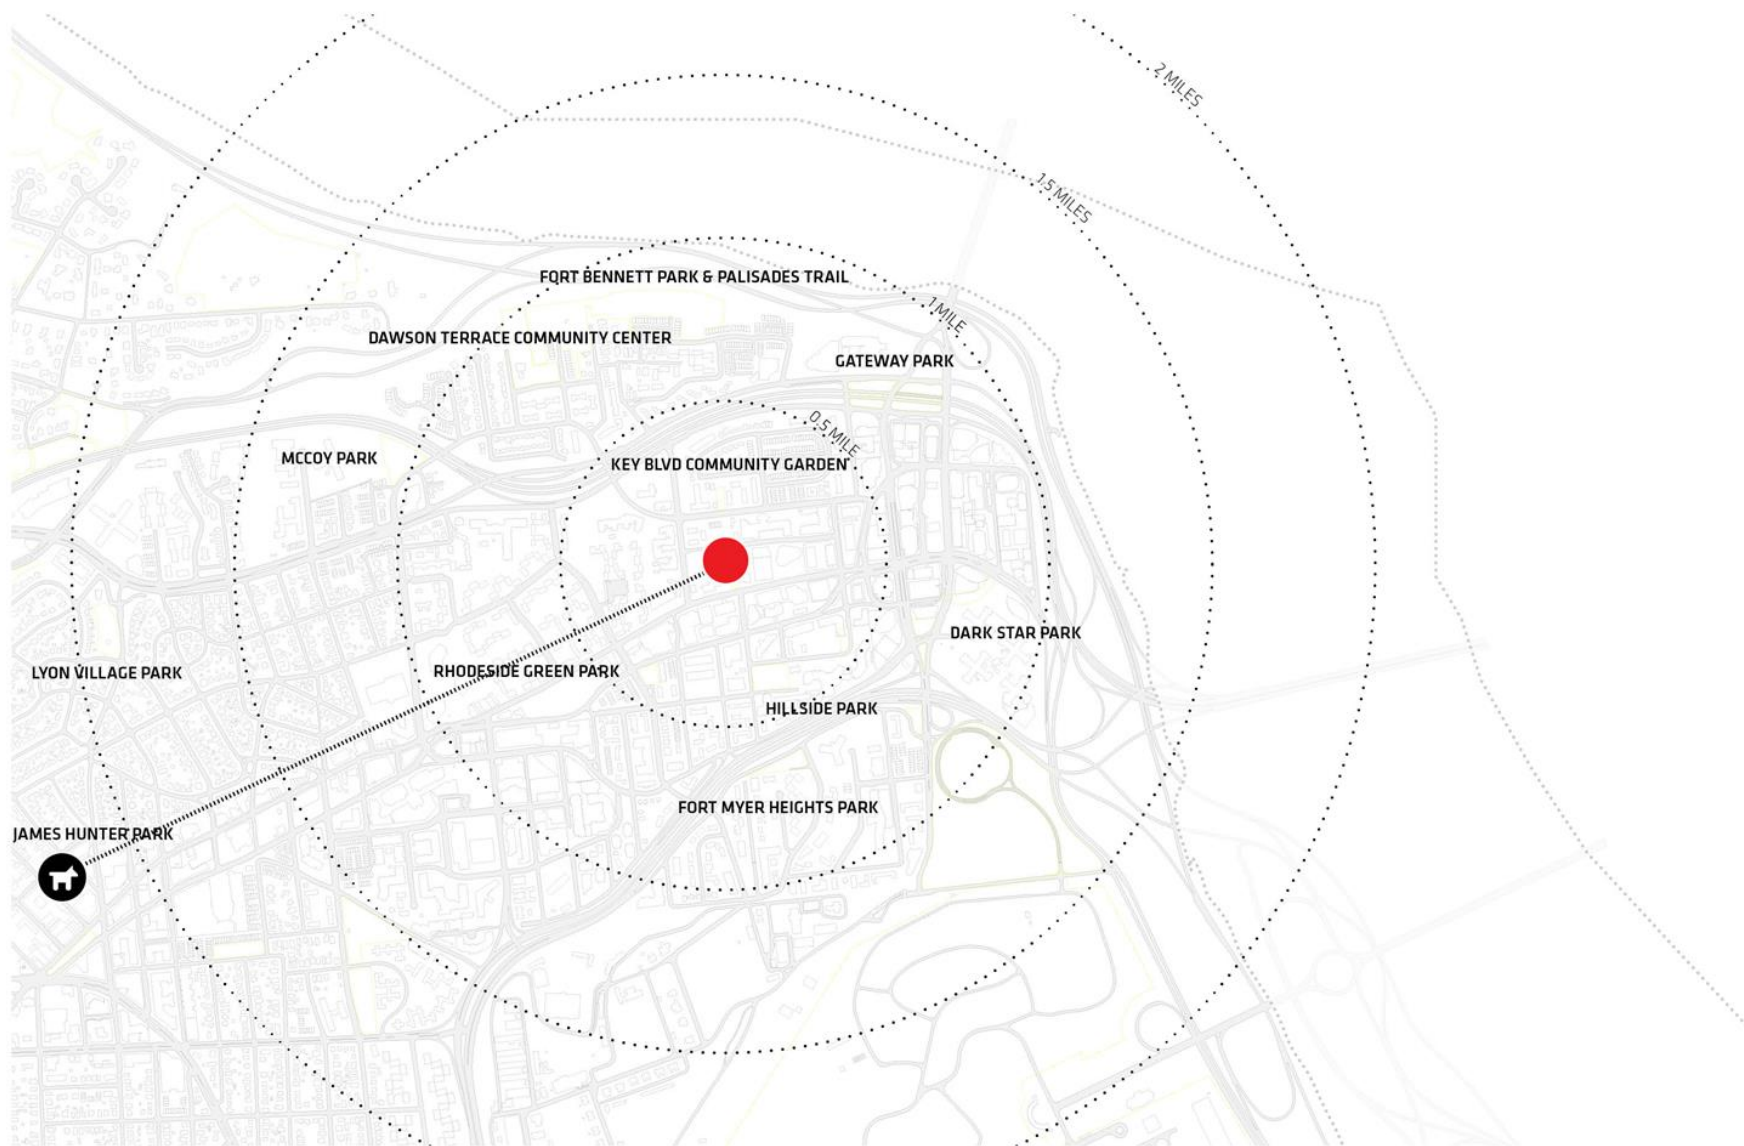 2 MILES
1.5 MILES
FORT BENNETT PARK & PALISADES TRAIL
1 MILE
DAWSON TERRACE COMMUNITY CENTER
GATEWAY PARK
0.5 MILE
MCCOY PARK
KEY BLVD COMMUNITY GARDEN
DARK STAR PARK
LYON VILLAGE PARK
RHODESIDE GREEN PARK
HILLSIDE PARK
FORT MYER HEIGHTS PARK
JAMES HUNTER PARK